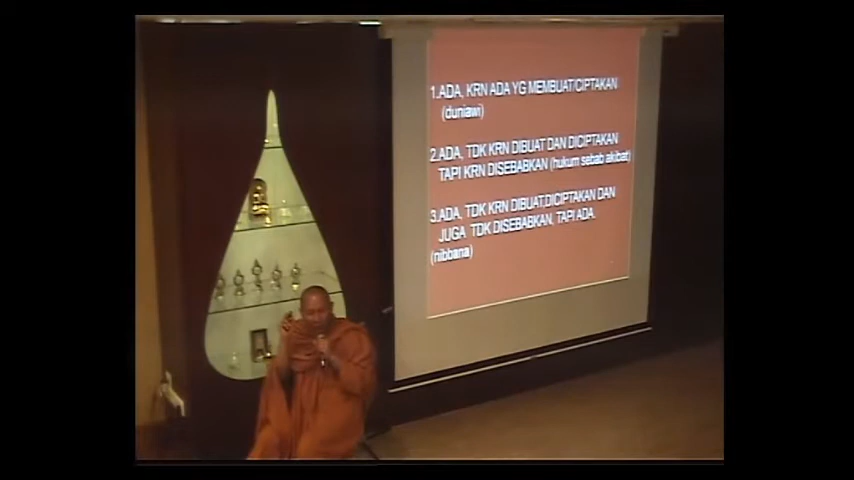 1.ADA, KRN ADA YG MEMBUAT/CIPTAKAN
(duniawi)
2.ADA, TDK KRN DIBUAT DAN DICIPTAKAN
TAPI KRN DISEBABKAN (hukum sebab akibat)
3.ADA, TDK KRN DIBUAT,DICIPTAKAN DAN
JUGA TDK DISEBABKAN, TAPI ADA.
(nibbana)